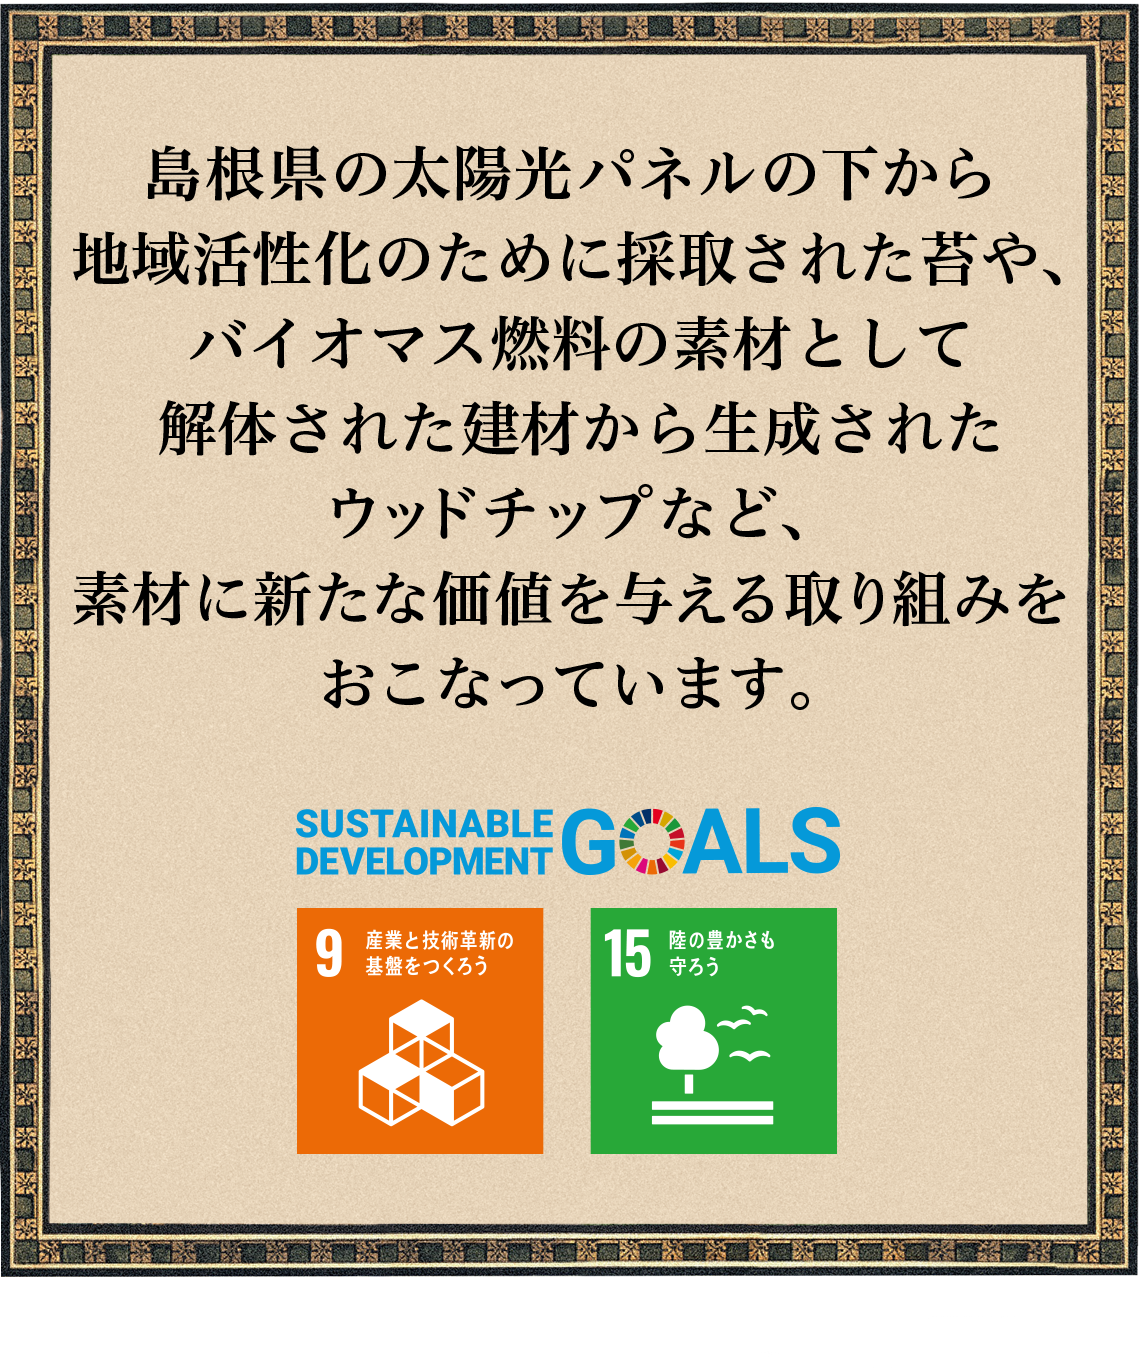 島根県の太陽光パネルの下から
地域活性化のために採取された苔や、
バイオマス燃料の素材として
解体された建材から生成された
ウッドチップなど、
素材に新たな価値を与える取り組みを
おこなっています。
SUSTAINABLE
DEVELOPMENT
GOALS
9
産業と技術革新の
基盤をつくろう
15
陸の豊かさも
守ろう